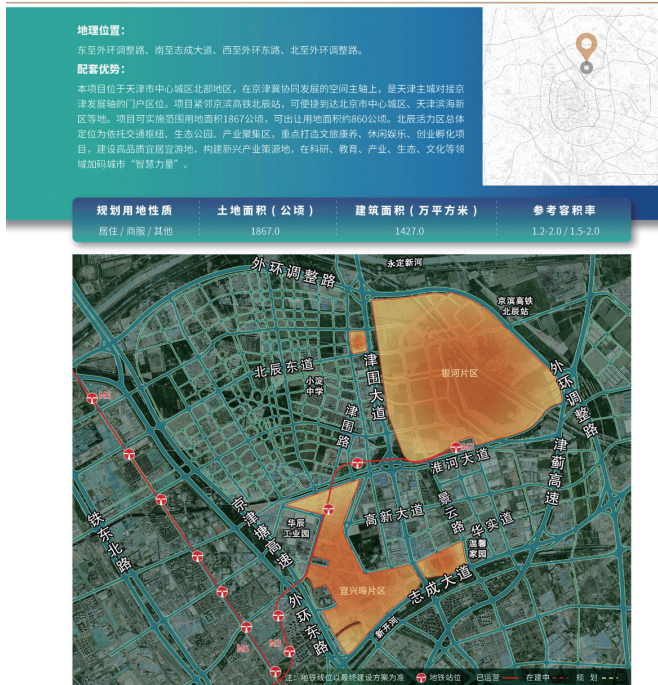 地理位置：
东至外环调整路、南至志成大道、西至外环东路、北至外环调整路。
配套优势：
本项目位于天津市中心城区北部地区，在京津冀协同发展的空间主轴上，是天津主城对接京
津发展轴的门户区位。项目紧邻京滨高铁北辰站，可便捷到达北京市中心城区、天津滨海新
区等地。项目可实施范围用地面积1867公顷，可出让用地面积约860公顷。北辰活力区总体
定位为依托交通枢纽、生态公园、产业聚集区，重点打造文旅康养、休闲娱乐、创业孵化项
目，建设高品质宜居宜游地，构建新兴产业策源地，在科研、教育、产业、生态、文化等领
域加码城市“智慧力量”。
规划用地性质 土地面积（公顷） 建筑面积（万平方米） 参考容积率
居住 / 商服 / 其他 1867.0 1427.0 1.2-2.0 / 1.5-2.0
永定新河
外环调整路
京滨高铁
北辰站
北辰东道
小淀
中学
津围大道
银河片区
外环调整路
M5
津围路
淮河大道
津蓟高速
铁东北路
京津塘高速
华辰
工业园
高新大道
景云路
华实道
温馨
家园
宜兴埠片区
志成大道
外环东路
新开河
M3
M5
注：地铁线位以最终建设方案为准 地铁站位 已运营 在建中 规 划